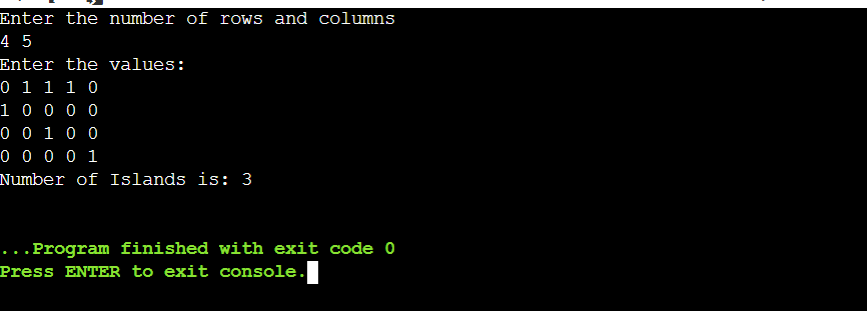 Enter the number of rows and columns
4 5
Enter the values:
0 1 1 1 0
1 0 0 0 0
0 0 1 0 0
0 0 0 0 1
Number of Islands is: 3
...Program finished with exit code 0
Press ENTER to exit console.